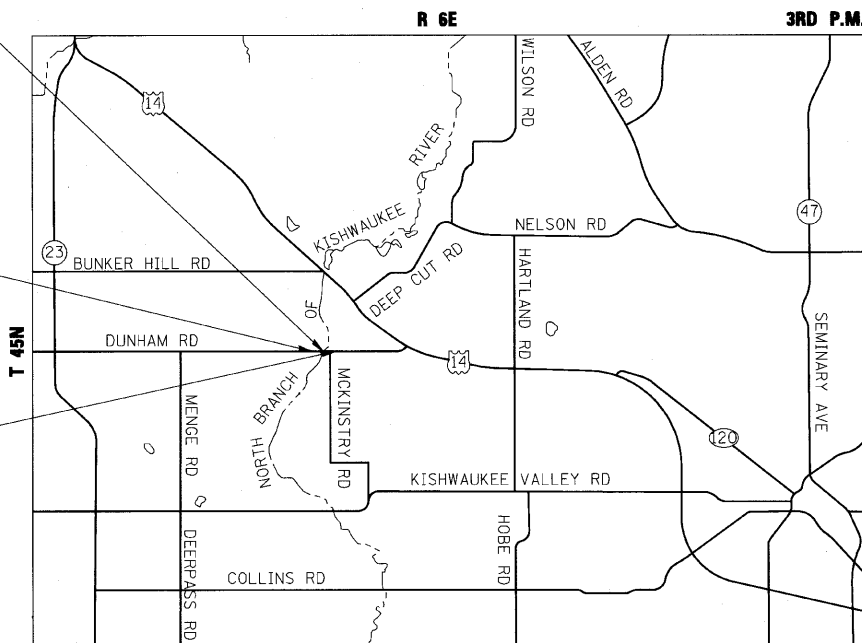 R 6E
3RD P.M.
WILSON RD
ALDEN RD
14
RIVER
KISHWAUKEE
47
NELSON RD
23
BUNKER HILL RD
DEEP CUT RD
HARTLAND RD
OF
SEMINARY AVE
T 45N
DUNHAM RD
14
MENGE RD
NORTH BRANCH
MCKINSTRY RD
120
KISHWAUKEE VALLEY RD
DEERPASS RD
HOBE RD
COLLINS RD